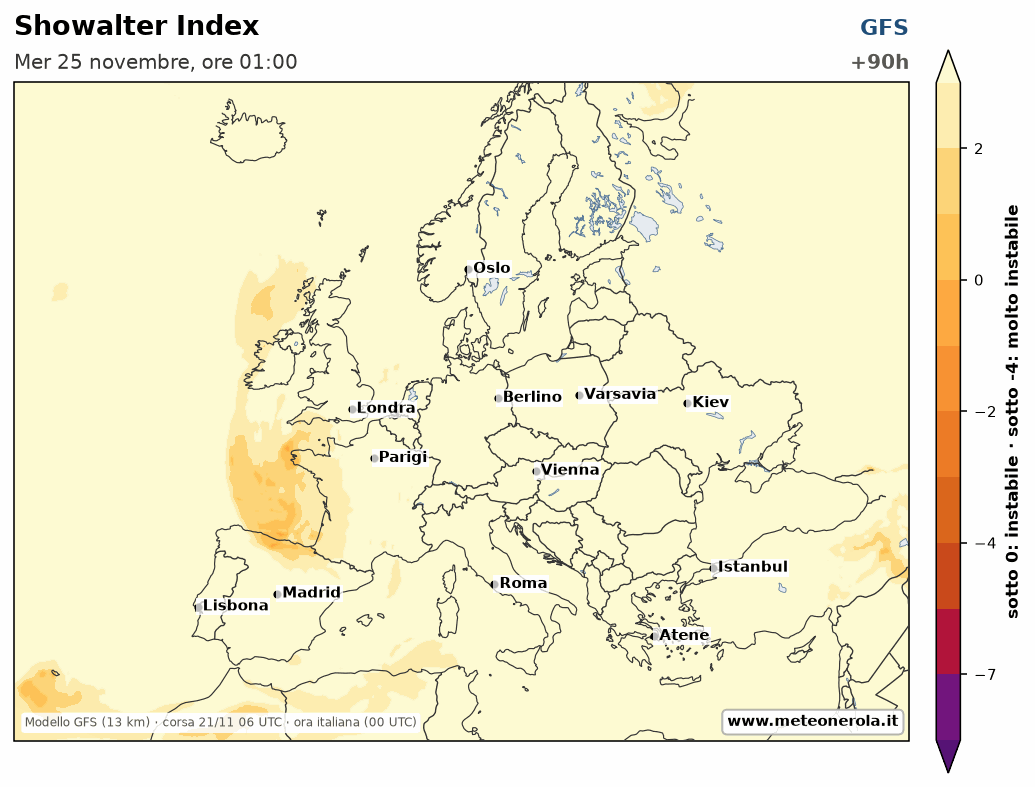 Showalter Index
GFS
Mer 25 novembre, ore 01:00
+90h
Oslo
Berlino
Varsavia
Kiev
Londra
Parigi
Vienna
Istanbul
Roma
Madrid
Lisbona
Atene
Modello GFS (13 km) · corsa 21/11 06 UTC · ora italiana (00 UTC)
www.meteonerola.it
2
0
−2
−4
−7
sotto 0: instabile · sotto -4: molto instabile